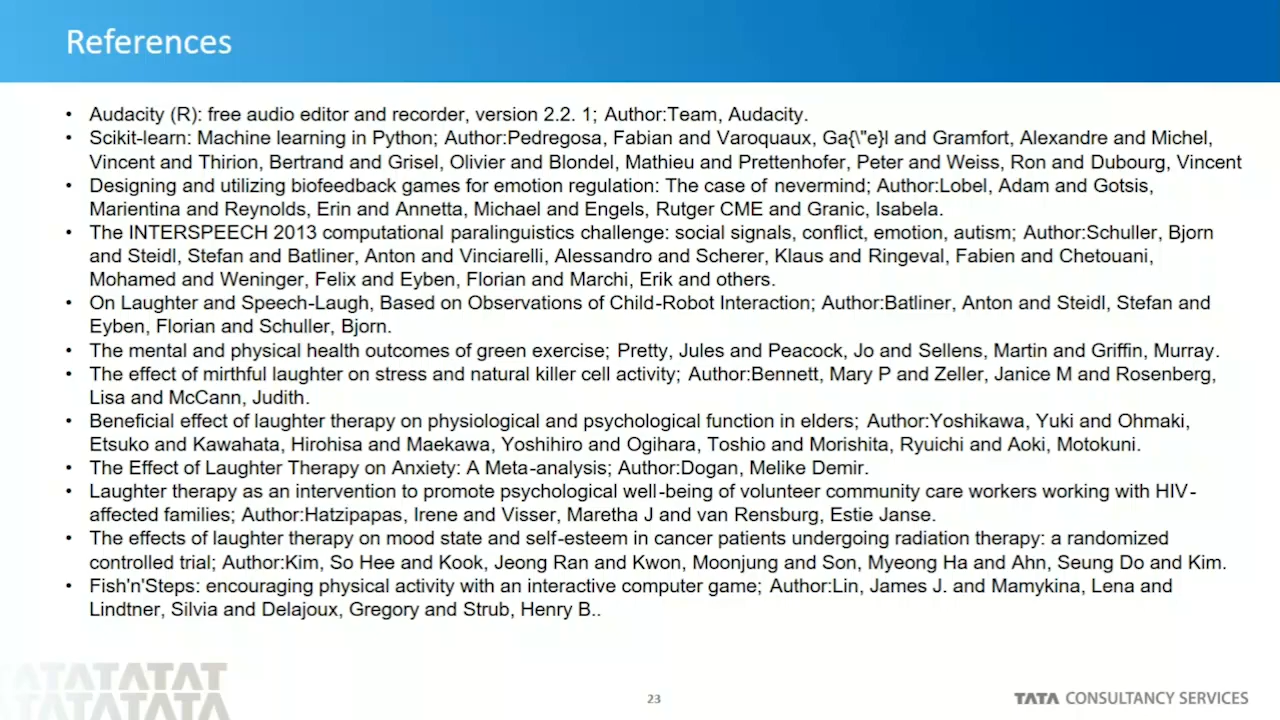 References
• Audacity (R): free audio editor and recorder, version 2.2. 1; Author:Team, Audacity.
• Scikit-learn: Machine learning in Python; Author:Pedregosa, Fabian and Varoquaux, Ga{\"e}l and Gramfort, Alexandre and Michel,
Vincent and Thirion, Bertrand and Grisel, Olivier and Blondel, Mathieu and Prettenhofer, Peter and Weiss, Ron and Dubourg, Vincent
• Designing and utilizing biofeedback games for emotion regulation: The case of nevermind; Author:Lobel, Adam and Gotsis,
Marientina and Reynolds, Erin and Annetta, Michael and Engels, Rutger CME and Granic, Isabela.
• The INTERSPEECH 2013 computational paralinguistics challenge: social signals, conflict, emotion, autism; Author:Schuller, Bjorn
and Steidl, Stefan and Batliner, Anton and Vinciarelli, Alessandro and Scherer, Klaus and Ringeval, Fabien and Chetouani,
Mohamed and Weninger, Felix and Eyben, Florian and Marchi, Erik and others.
• On Laughter and Speech-Laugh, Based on Observations of Child-Robot Interaction; Author:Batliner, Anton and Steidl, Stefan and
Eyben, Florian and Schuller, Bjorn.
• The mental and physical health outcomes of green exercise; Pretty, Jules and Peacock, Jo and Sellens, Martin and Griffin, Murray.
• The effect of mirthful laughter on stress and natural killer cell activity; Author:Bennett, Mary P and Zeller, Janice M and Rosenberg,
Lisa and McCann, Judith.
• Beneficial effect of laughter therapy on physiological and psychological function in elders; Author:Yoshikawa, Yuki and Ohmaki,
Etsuko and Kawahata, Hirohisa and Maekawa, Yoshihiro and Ogihara, Toshio and Morishita, Ryuichi and Aoki, Motokuni.
• The Effect of Laughter Therapy on Anxiety: A Meta-analysis; Author:Dogan, Melike Demir.
• Laughter therapy as an intervention to promote psychological well-being of volunteer community care workers working with HIV-
affected families; Author:Hatzipapas, Irene and Visser, Maretha J and van Rensburg, Estie Janse.
• The effects of laughter therapy on mood state and self-esteem in cancer patients undergoing radiation therapy: a randomized
controlled trial; Author:Kim, So Hee and Kook, Jeong Ran and Kwon, Moonjung and Son, Myeong Ha and Ahn, Seung Do and Kim.
• Fish'n'Steps: encouraging physical activity with an interactive computer game; Author:Lin, James J. and Mamykina, Lena and
Lindtner, Silvia and Delajoux, Gregory and Strub, Henry B..
TATATATAT
TATATATA
23
TATA CONSULTANCY SERVICES